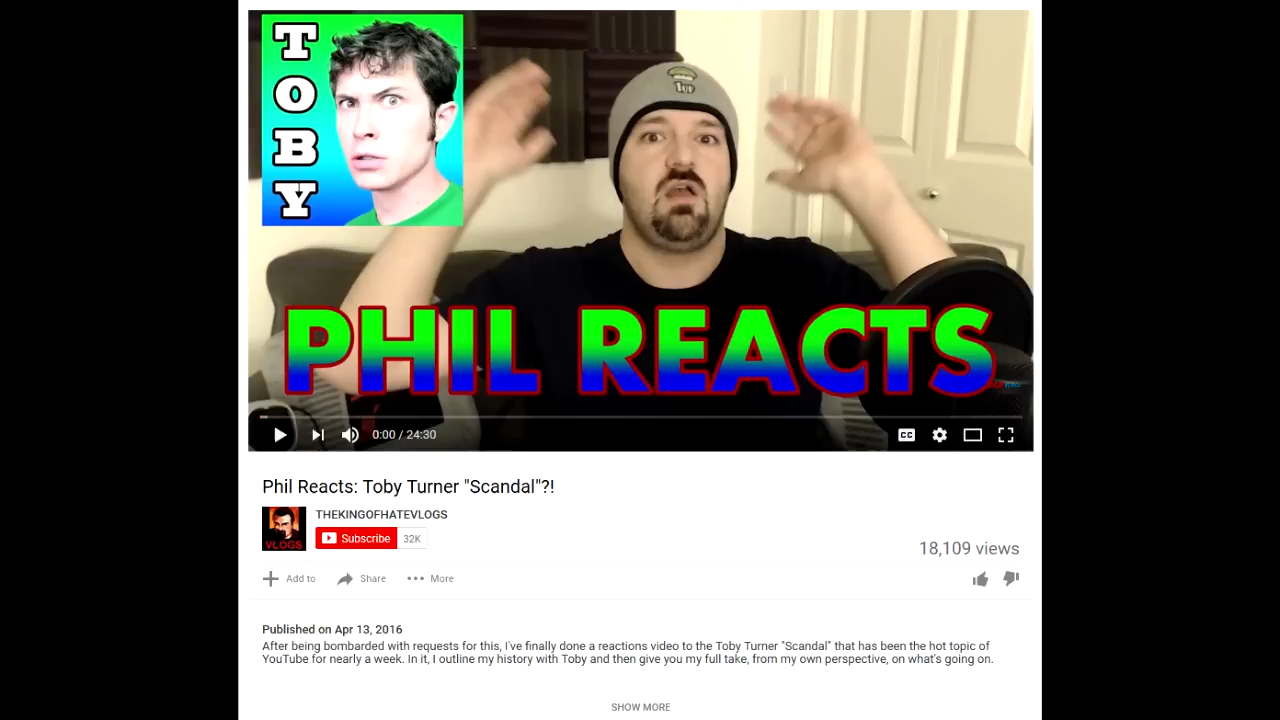 TOBY
PHIL REACTS
0:00 / 24:30
CC
Phil Reacts: Toby Turner "Scandal"?!
THEKINGOFHATEVLOGS
VLOGS
Subscribe 32K
18,109 views
Add to Share More
Published on Apr 13, 2016
After being bombarded with requests for this, I've finally done a reactions video to the Toby Turner "Scandal" that has been the hot topic of
YouTube for nearly a week. In it, I outline my history with Toby and then give you my full take, from my own perspective, on what's going on.
SHOW MORE